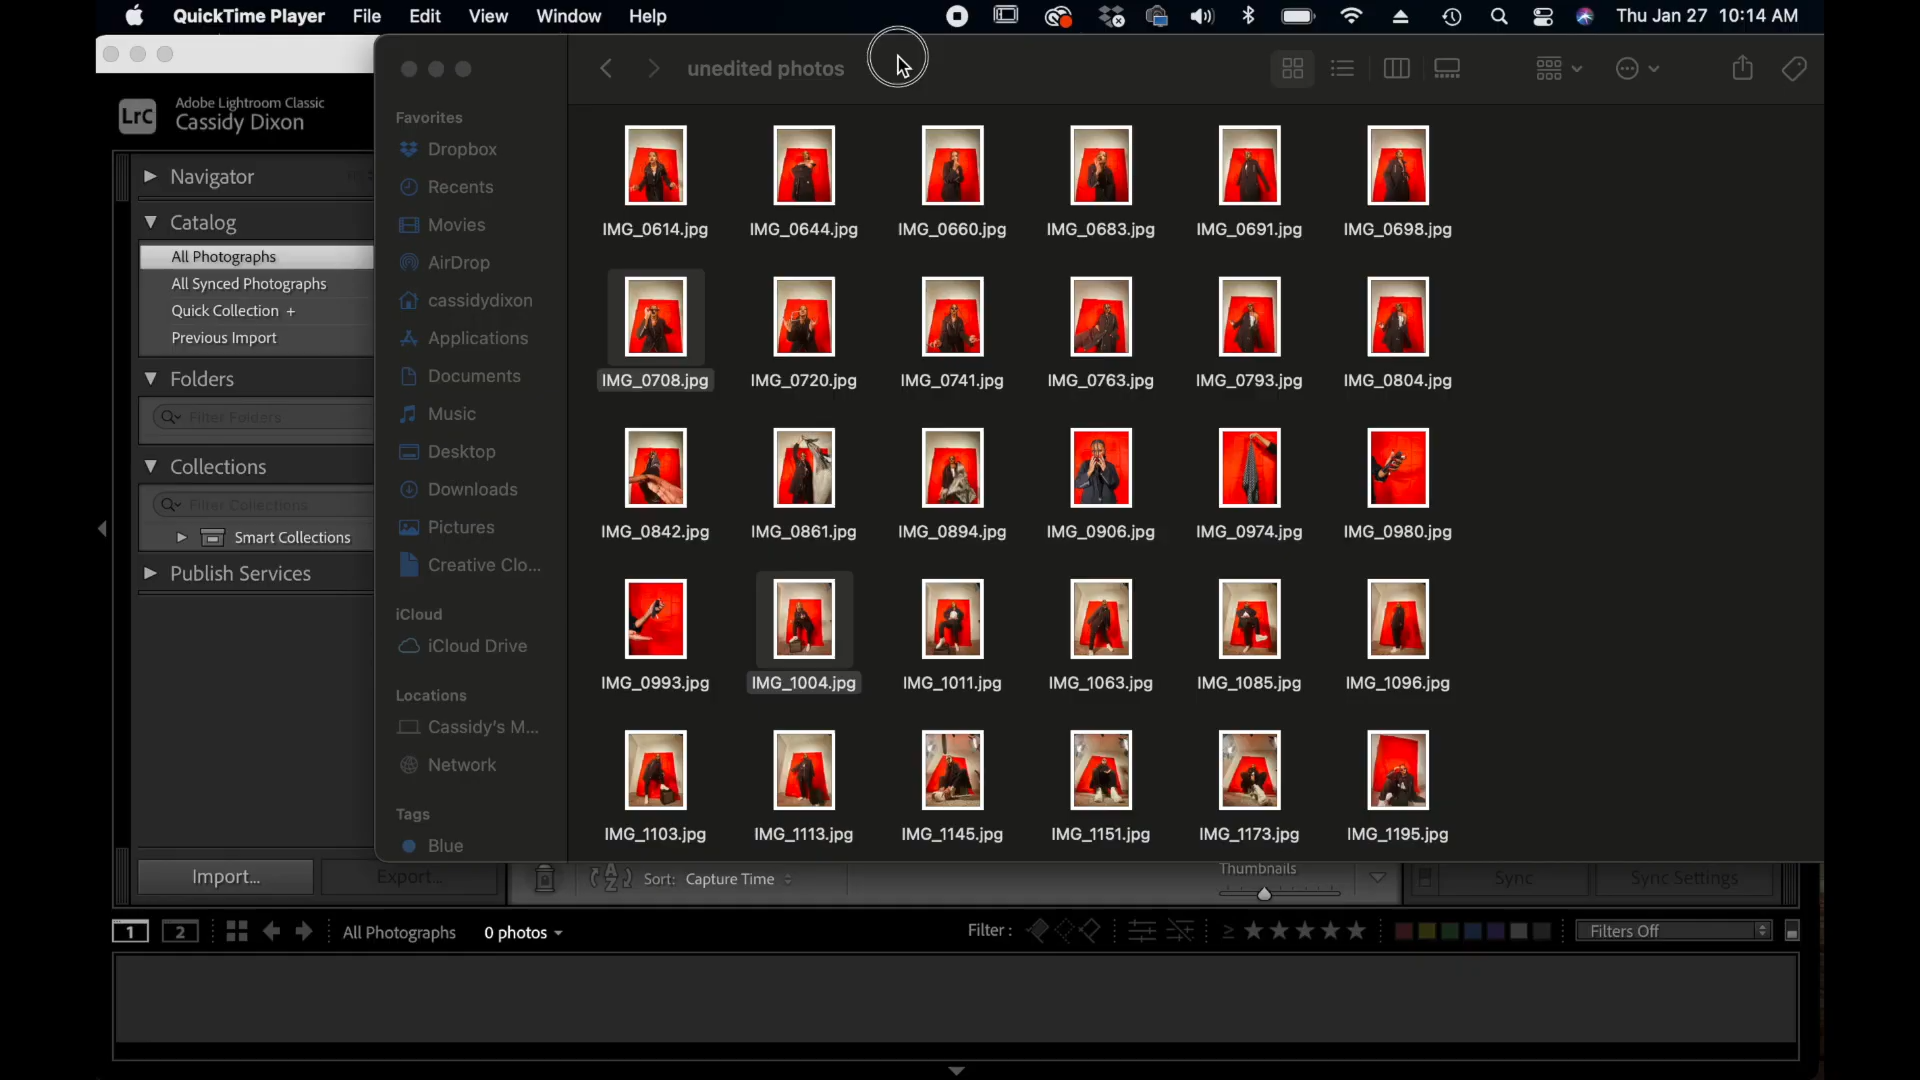 QuickTime Player File Edit View Window Help Thu Jan 27 10:14 AM
unedited photos
LrC
Adobe Lightroom Classic
Cassidy Dixon
Navigator
Catalog
All Photographs
All Synced Photographs
Quick Collection +
Previous Import
Folders
Filter Folders
Collections
Filter Collections
Smart Collections
Publish Services
Favorites
Dropbox
Recents
Movies
AirDrop
cassidydixon
Applications
Documents
Music
Desktop
Downloads
Pictures
Creative Clo...
iCloud
iCloud Drive
Locations
Cassidy's M...
Network
Tags
Blue
IMG_0614.jpg IMG_0644.jpg IMG_0660.jpg IMG_0683.jpg IMG_0691.jpg IMG_0698.jpg
IMG_0708.jpg IMG_0720.jpg IMG_0741.jpg IMG_0763.jpg IMG_0793.jpg IMG_0804.jpg
IMG_0842.jpg IMG_0861.jpg IMG_0894.jpg IMG_0906.jpg IMG_0974.jpg IMG_0980.jpg
IMG_0993.jpg IMG_1004.jpg IMG_1011.jpg IMG_1063.jpg IMG_1085.jpg IMG_1096.jpg
IMG_1103.jpg IMG_1113.jpg IMG_1145.jpg IMG_1151.jpg IMG_1173.jpg IMG_1195.jpg
Import... Export... Sort: Capture Time Thumbnails Sync Sync Settings
1 2 All Photographs 0 photos Filter : ≥ Filters Off